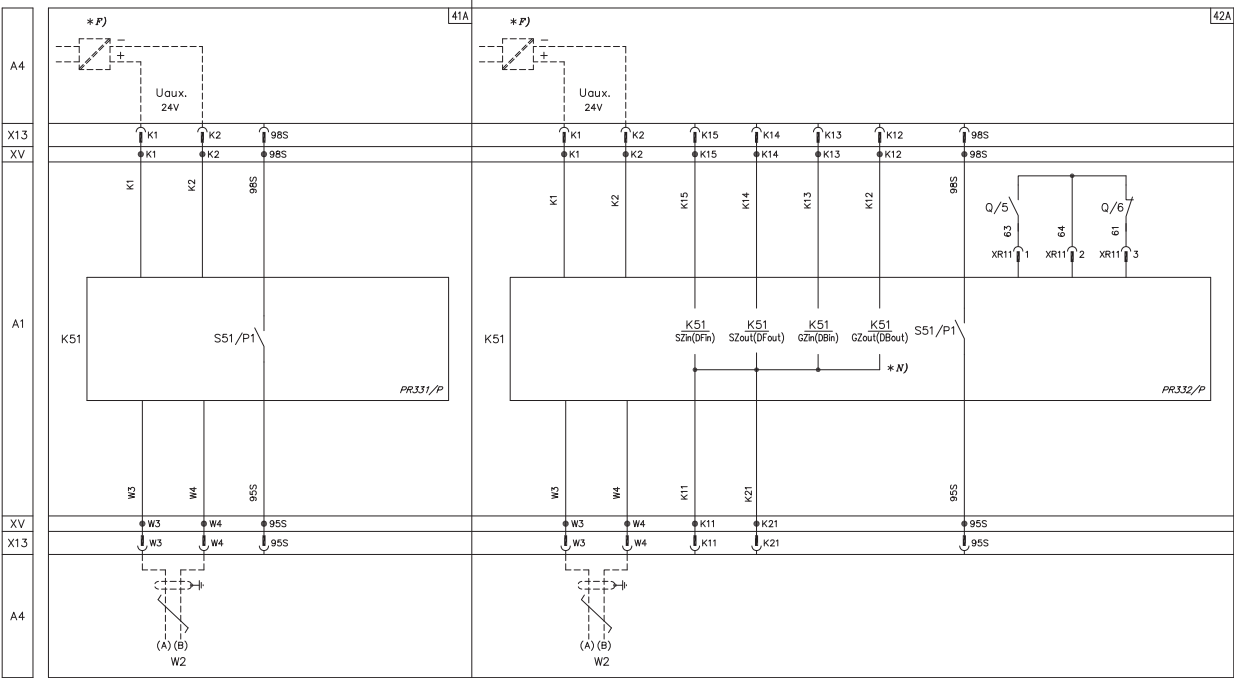 41A
42A
*F)
*F)
A4
−
+
−
+
Uaux.
24V
Uaux.
24V
X13
K1
K2
98S
K1
K2
K15
K14
K13
K12
98S
XV
K1
K2
98S
K1
K2
K15
K14
K13
K12
98S
K1
K2
98S
K1
K2
K15
K14
K13
K12
98S
Q/5
Q/6
63
64
61
XR11 1
XR11 2
XR11 3
A1
K51
S51/P1
PR331/P
K51
K51
SZin(DFin)
K51
SZout(DFout)
K51
GZin(DBin)
K51
GZout(DBout)
S51/P1
*N)
PR332/P
W3
W4
95S
W3
W4
K11
K21
95S
XV
W3
W4
95S
W3
W4
K11
K21
95S
X13
W3
W4
95S
W3
W4
K11
K21
95S
A4
(A) (B)
W2
(A) (B)
W2